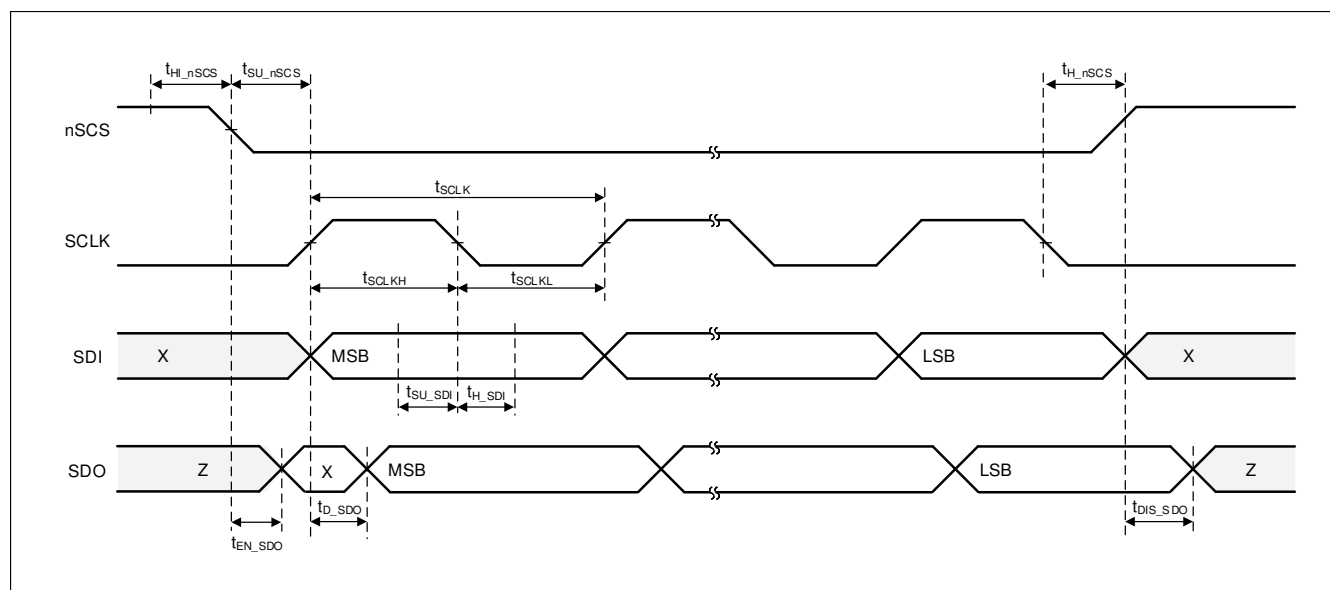 tHI_nSCS tSU_nSCS tH_nSCS
nSCS
tSCLK
SCLK
tSCLKH tSCLKL
SDI X MSB LSB X
tSU_SDI tH_SDI
SDO Z X MSB LSB Z
tEN_SDO tD_SDO tDIS_SDO